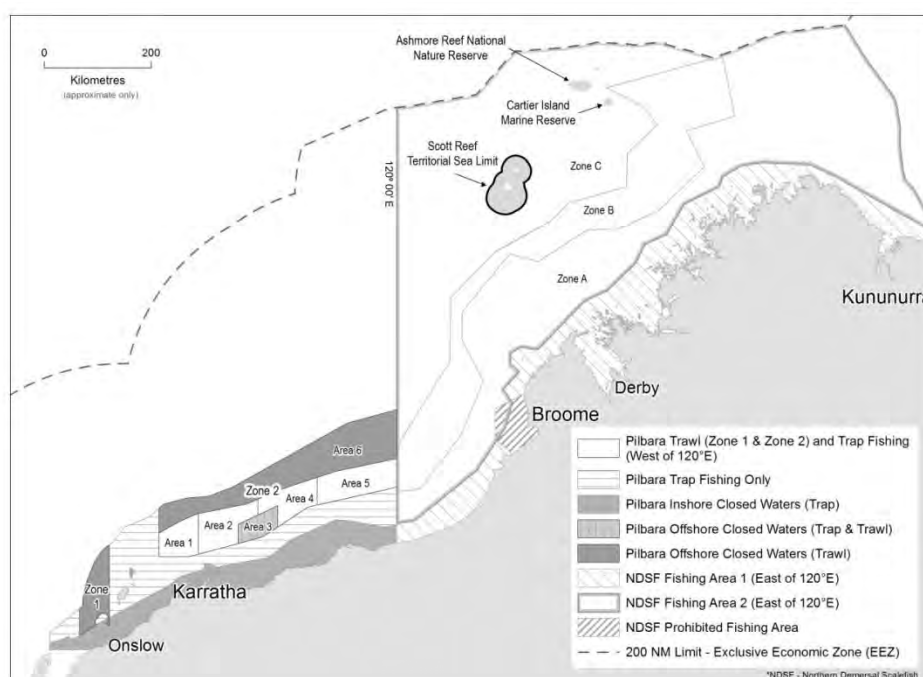 0 200
Kilometres
(approximate only)
Ashmore Reef National
Nature Reserve
Cartier Island
Marine Reserve
Scott Reef
Territorial Sea Limit
120° 00' E
Zone C
Zone B
Zone A
Kununurra
Derby
Broome
Area 6
Zone 2
Area 5
Area 4
Area 2
Area 3
Area 1
Zone
1
Karratha
Onslow
Pilbara Trawl (Zone 1 & Zone 2) and Trap Fishing
(West of 120°E)
Pilbara Trap Fishing Only
Pilbara Inshore Closed Waters (Trap)
Pilbara Offshore Closed Waters (Trap & Trawl)
Pilbara Offshore Closed Waters (Trawl)
NDSF Fishing Area 1 (East of 120°E)
NDSF Fishing Area 2 (East of 120°E)
NDSF Prohibited Fishing Area
200 NM Limit - Exclusive Economic Zone (EEZ)
*NDSF - Northern Demersal Scalefish